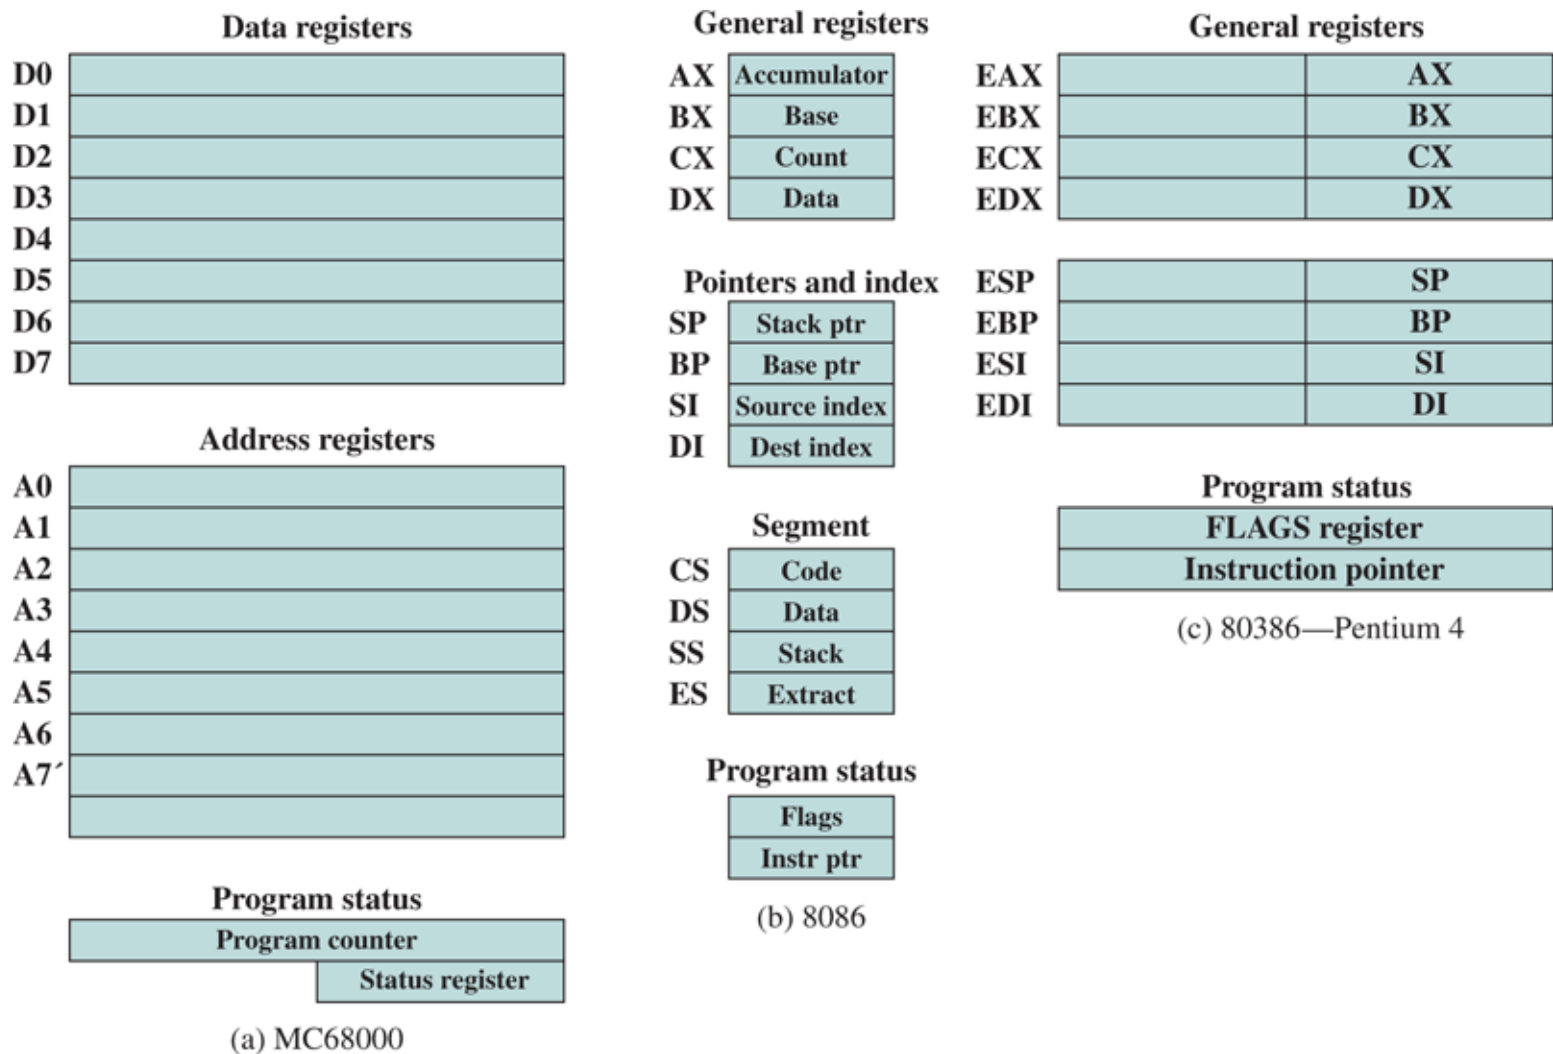 Data registers
D0
D1
D2
D3
D4
D5
D6
D7
Address registers
A0
A1
A2
A3
A4
A5
A6
A7´
Program status
Program counter
Status register
(a) MC68000
General registers
AX Accumulator
BX Base
CX Count
DX Data
Pointers and index
SP Stack ptr
BP Base ptr
SI Source index
DI Dest index
Segment
CS Code
DS Data
SS Stack
ES Extract
Program status
Flags
Instr ptr
(b) 8086
General registers
EAX AX
EBX BX
ECX CX
EDX DX
ESP SP
EBP BP
ESI SI
EDI DI
Program status
FLAGS register
Instruction pointer
(c) 80386—Pentium 4